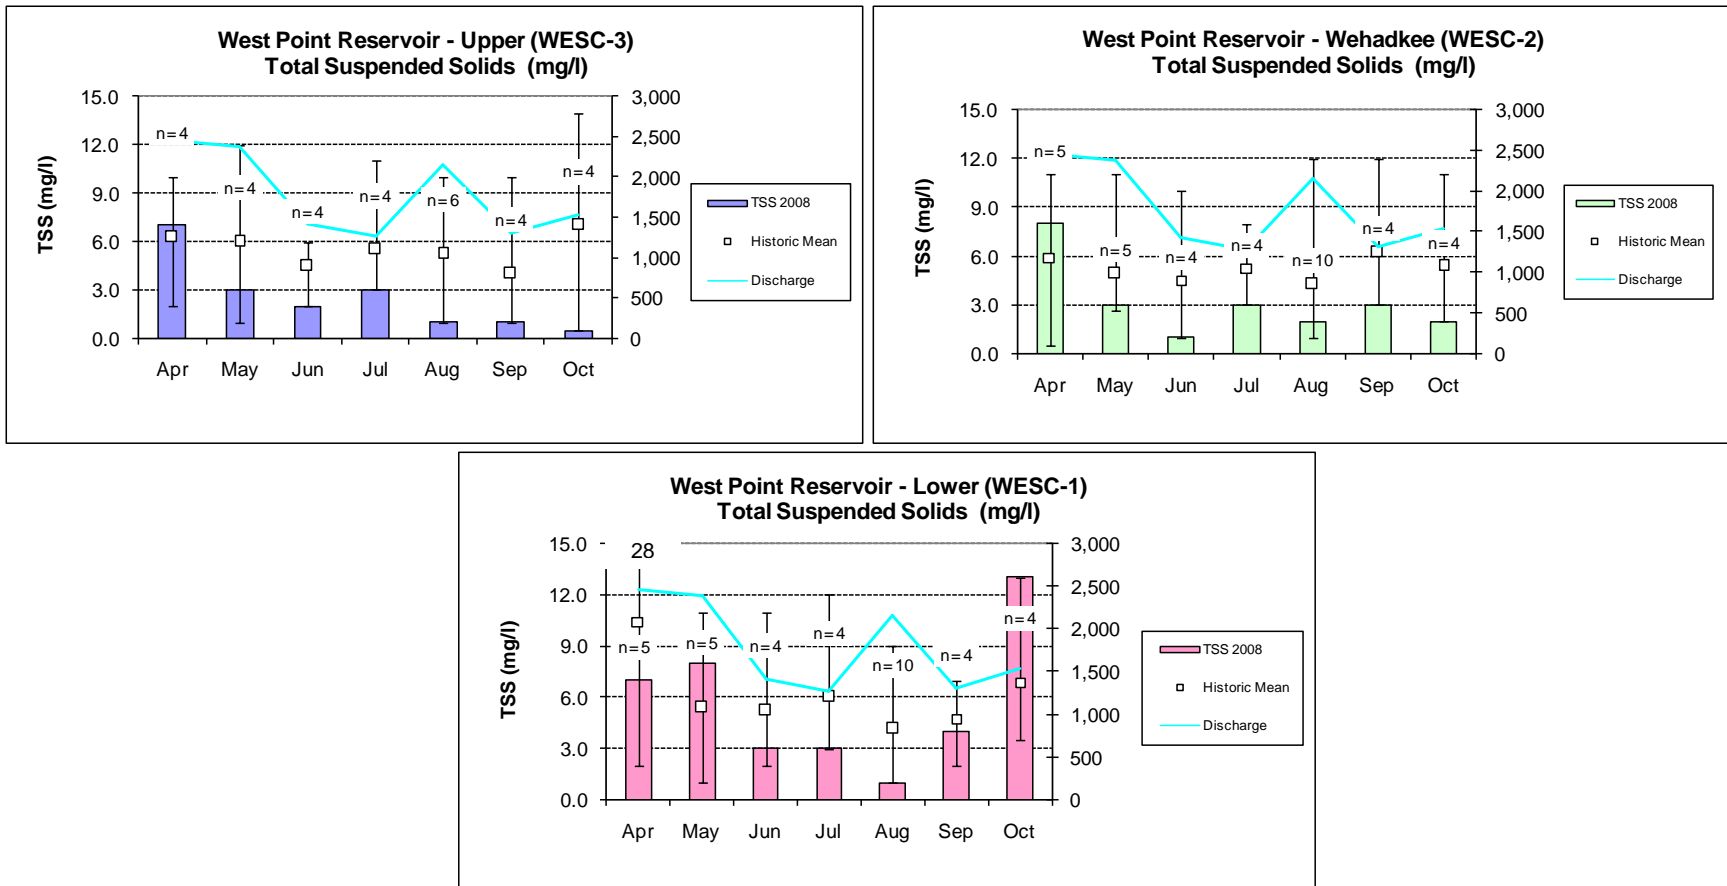 West Point Reservoir - Upper (WESC-3)
Total Suspended Solids (mg/l)
15.0
12.0
9.0
6.0
3.0
0.0
TSS (mg/l)
3,000
2,500
2,000
1,500
1,000
500
0
n=4
n=4
n=4
n=4
n=6
n=4
n=4
Apr May Jun Jul Aug Sep Oct
TSS 2008
Historic Mean
Discharge
West Point Reservoir - Wehadkee (WESC-2)
Total Suspended Solids (mg/l)
15.0
12.0
9.0
6.0
3.0
0.0
TSS (mg/l)
3,000
2,500
2,000
1,500
1,000
500
0
n=5
n=5
n=4
n=4
n=10
n=4
n=4
Apr May Jun Jul Aug Sep Oct
TSS 2008
Historic Mean
Discharge
West Point Reservoir - Lower (WESC-1)
Total Suspended Solids (mg/l)
15.0
12.0
9.0
6.0
3.0
0.0
TSS (mg/l)
3,000
2,500
2,000
1,500
1,000
500
0
28
n=5
n=5
n=4
n=4
n=10
n=4
n=4
Apr May Jun Jul Aug Sep Oct
TSS 2008
Historic Mean
Discharge